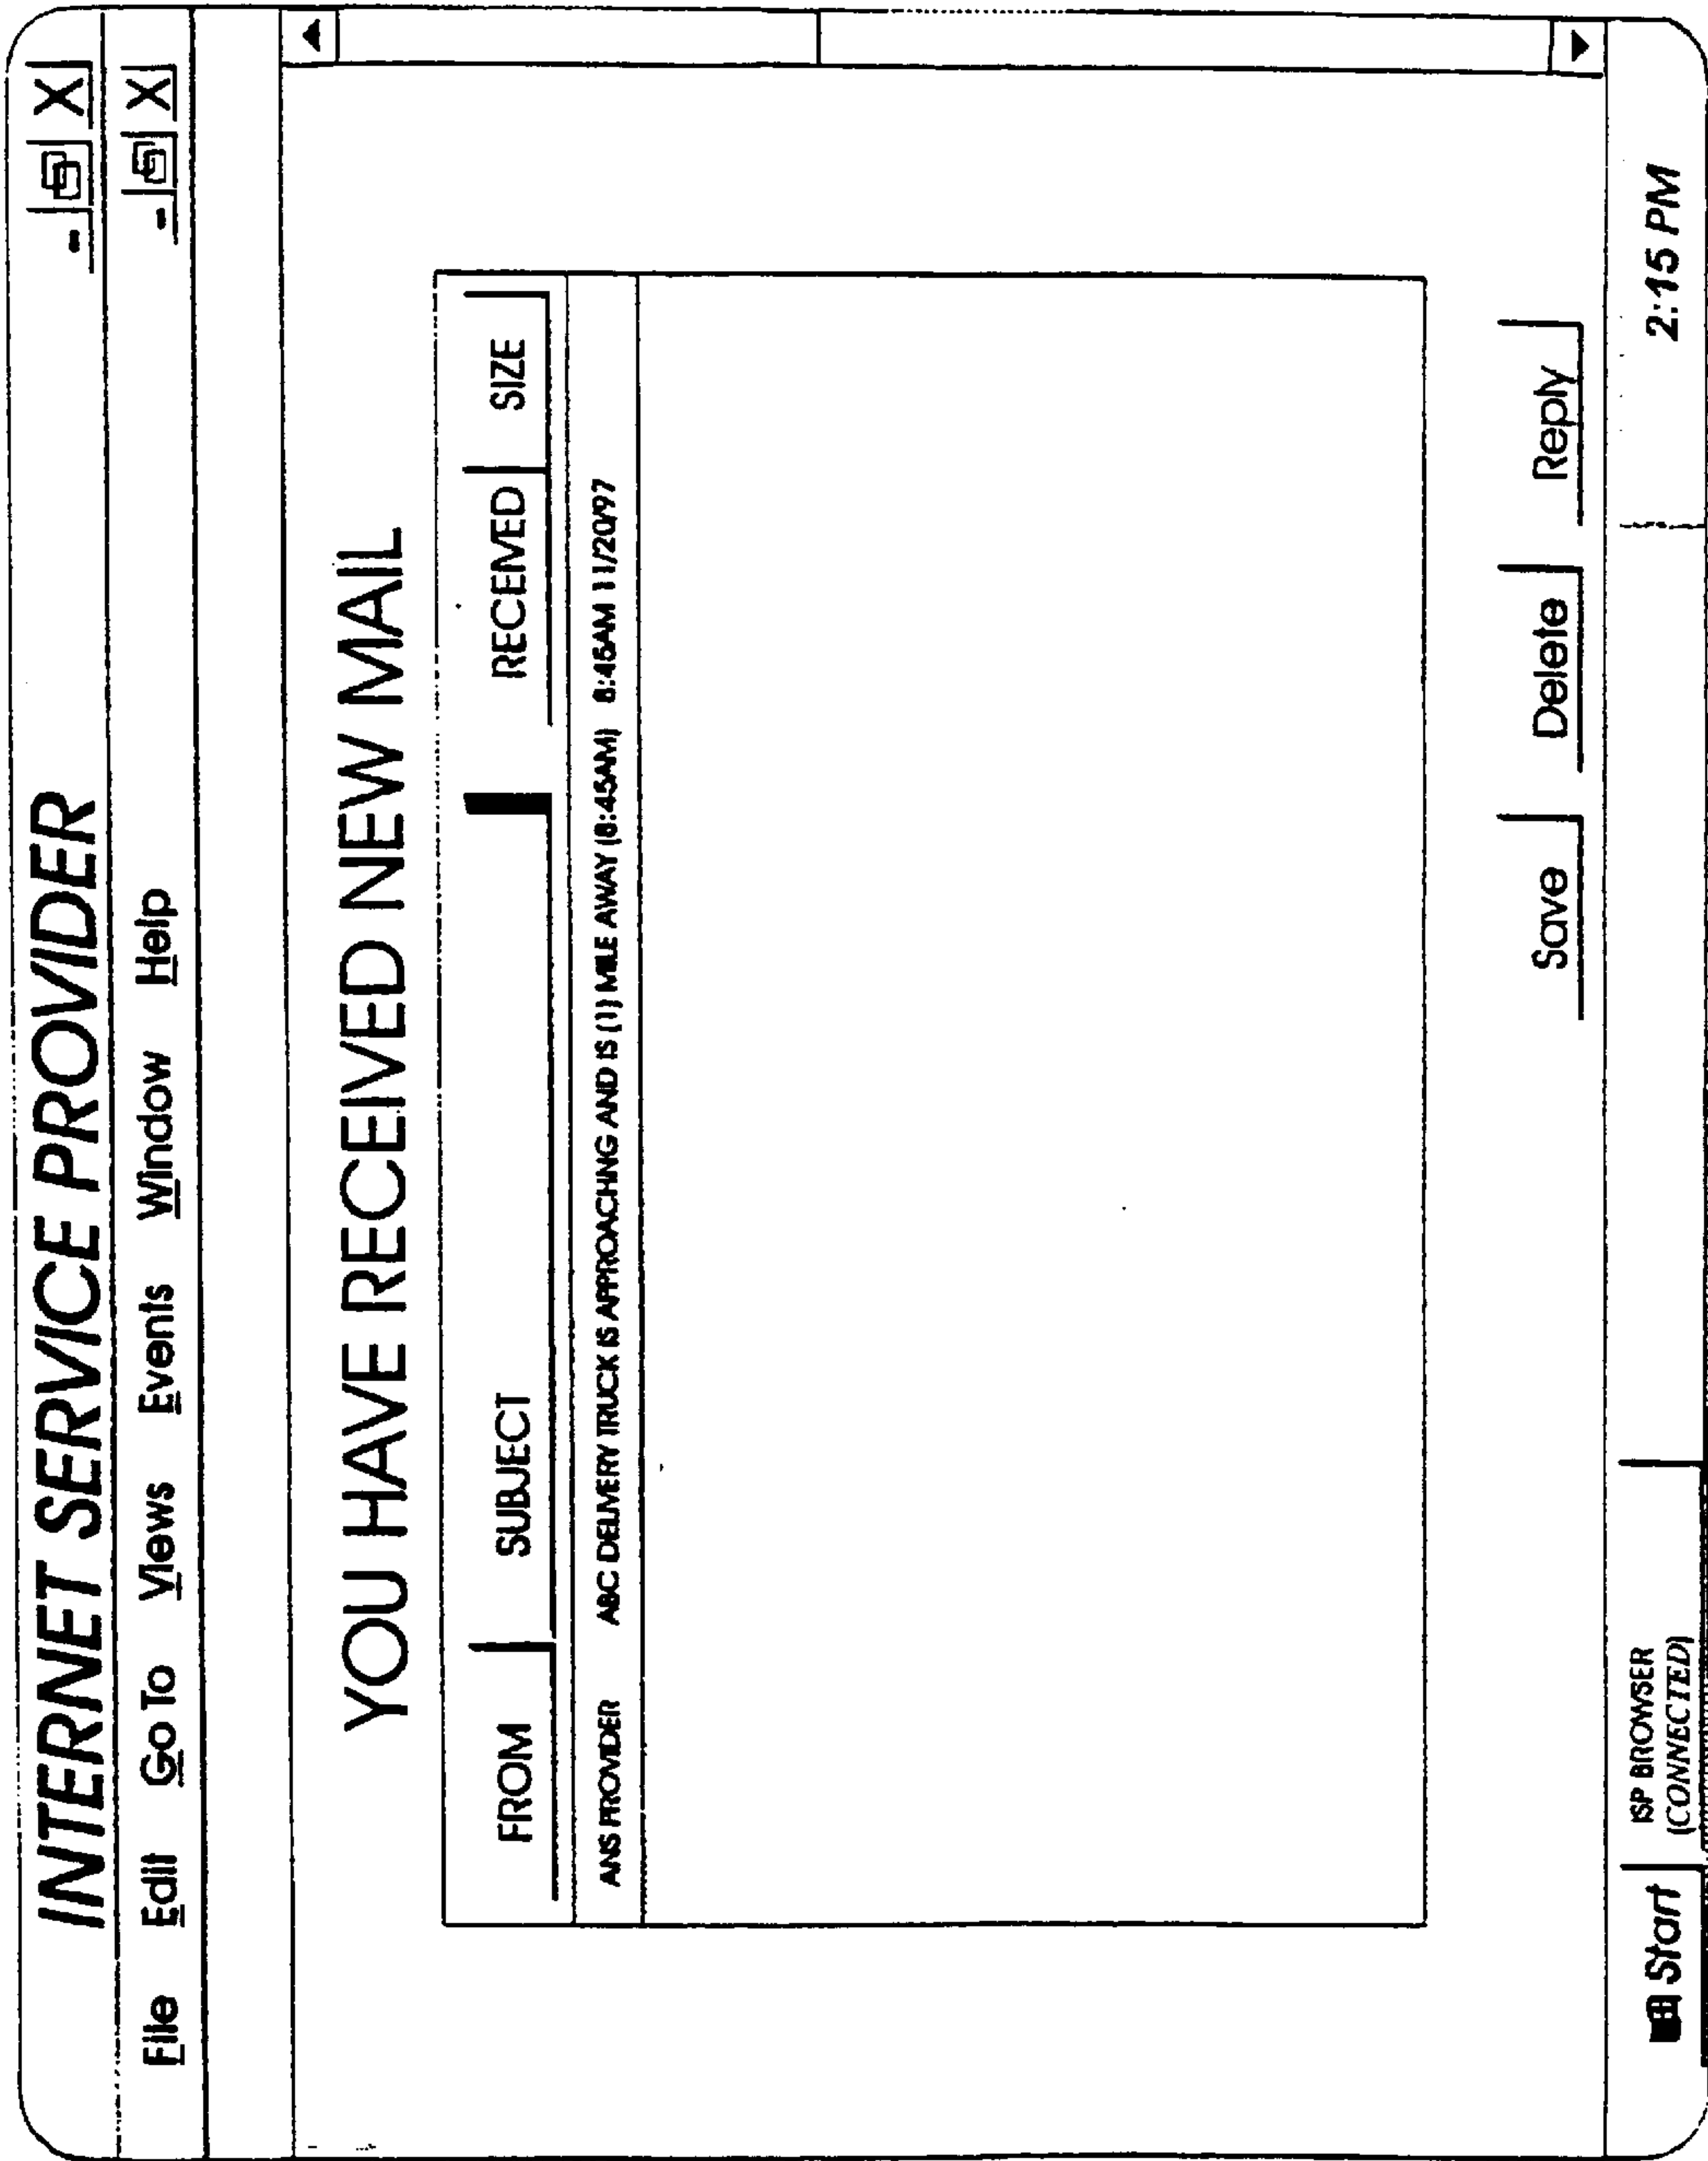 INTERNET SERVICE PROVIDER
File Edit Go To Views Events Window Help
YOU HAVE RECEIVED NEW MAIL
FROM SUBJECT RECEIVED SIZE
ANS PROVIDER ABC DELIVERY TRUCK IS APPROACHING AND IS (1) MILE AWAY (8:45AM) 8:45AM 11/20/97
Save Delete Reply
Start ISP BROWSER 2:15 PM
(CONNECTED)